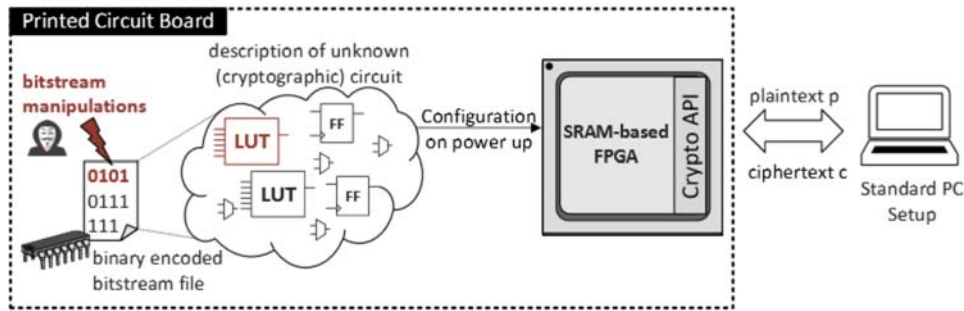 Printed Circuit Board
description of unknown
(cryptographic) circuit
bitstream
manipulations
0101
0111
111
binary encoded
bitstream file
LUT
FF
LUT
FF
Configuration
on power up
SRAM-based
FPGA
Crypto API
plaintext p
ciphertext c
Standard PC
Setup